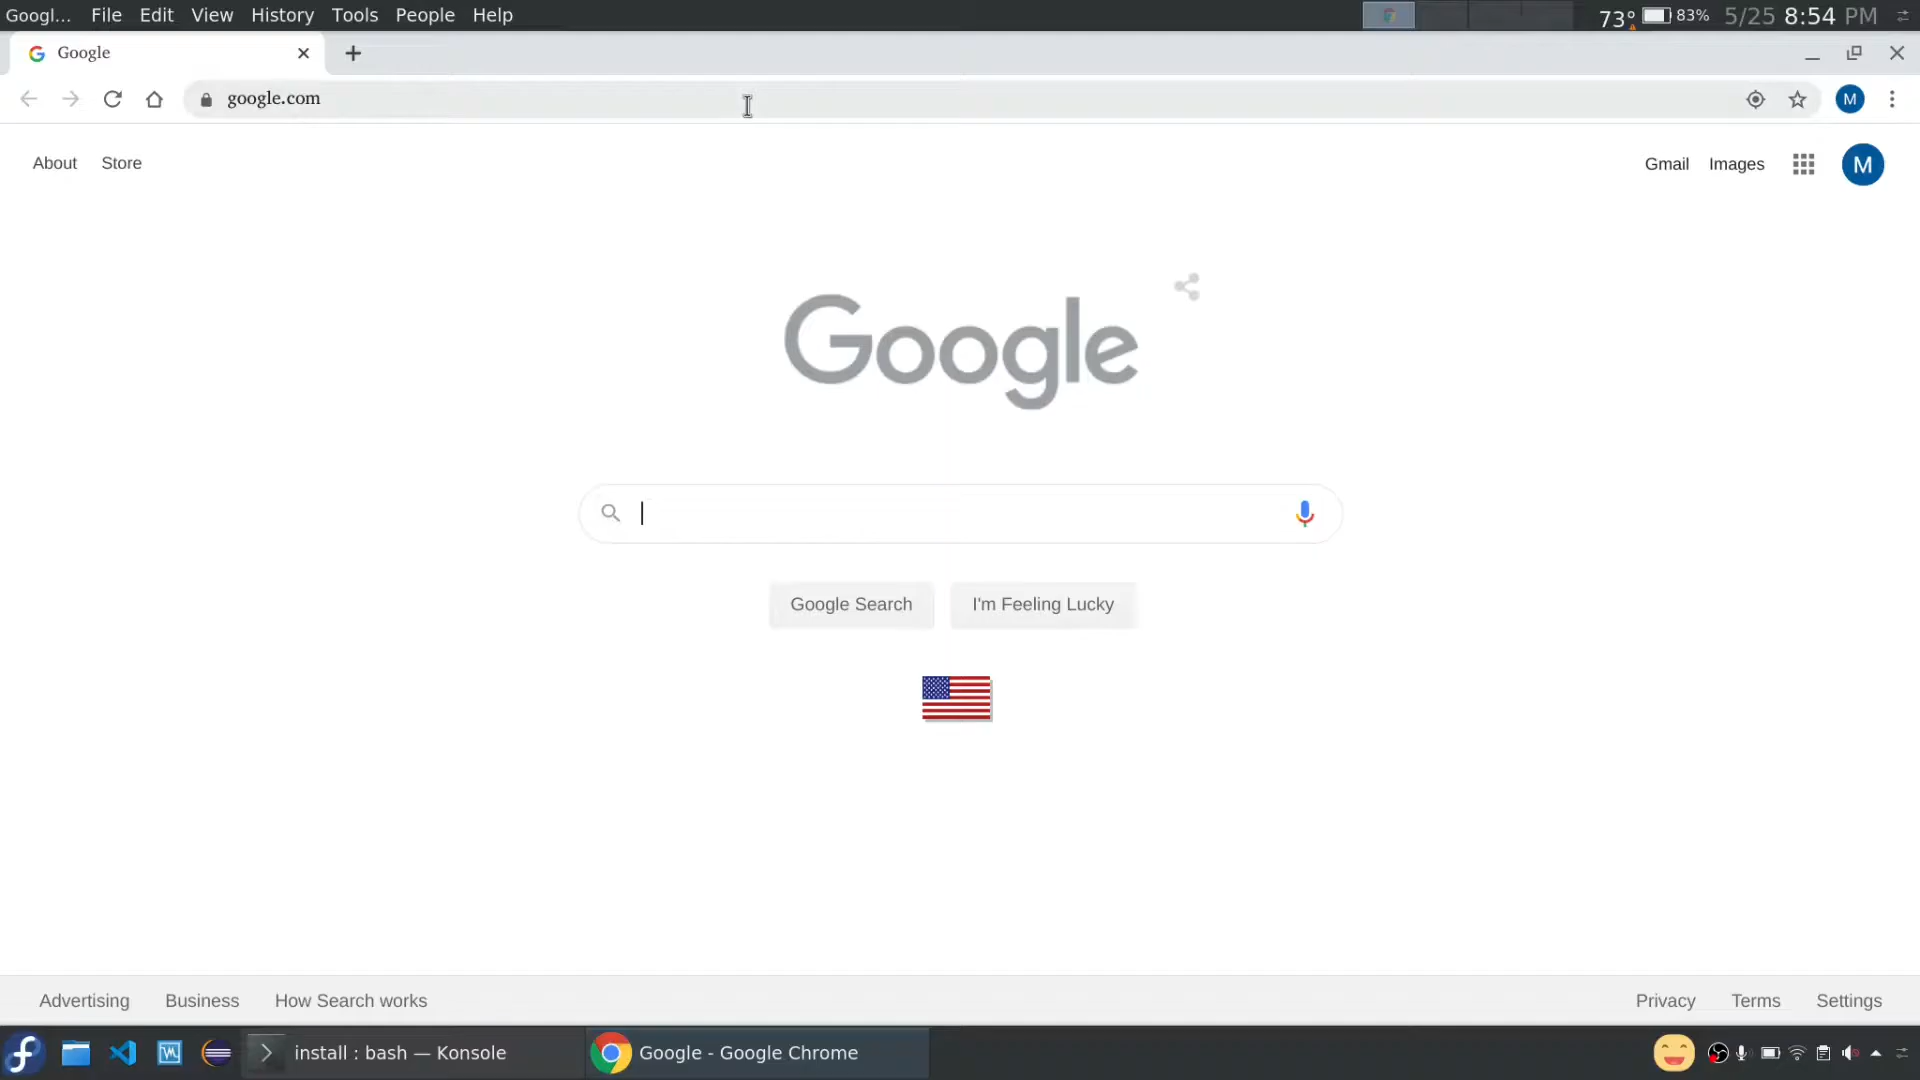 Googl... File Edit View History Tools People Help 73° 83% 5/25 8:54 PM
Google
google.com M
About Store Gmail Images M
Google
Google Search I'm Feeling Lucky
Advertising Business How Search works Privacy Terms Settings
install : bash — Konsole Google - Google Chrome